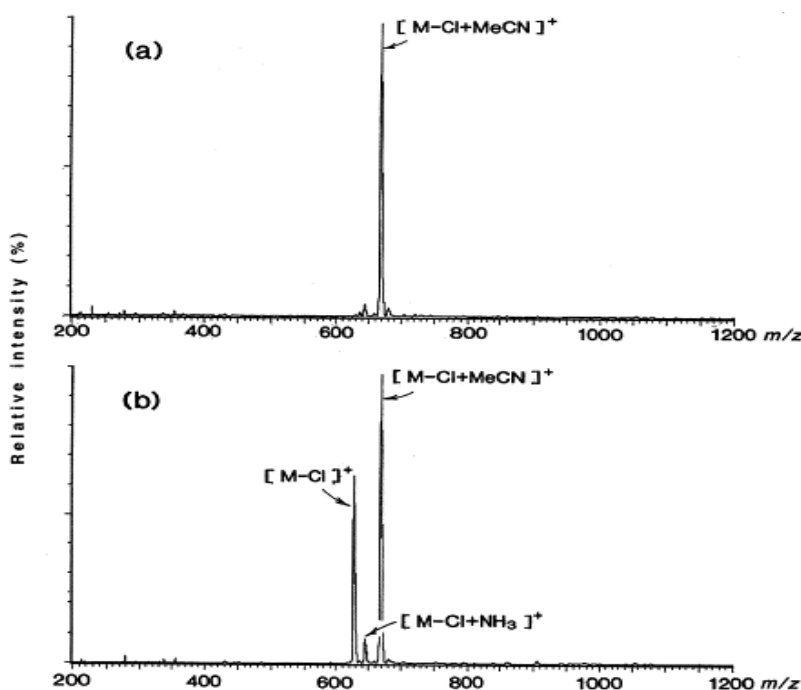 (a)
[ M-Cl+MeCN ]⁺
200 400 600 800 1000 1200 m/z
Relative intensity (%)
(b)
[ M-Cl+MeCN ]⁺
[ M-Cl ]⁺
[ M-Cl+NH₃ ]⁺
200 400 600 800 1000 1200 m/z